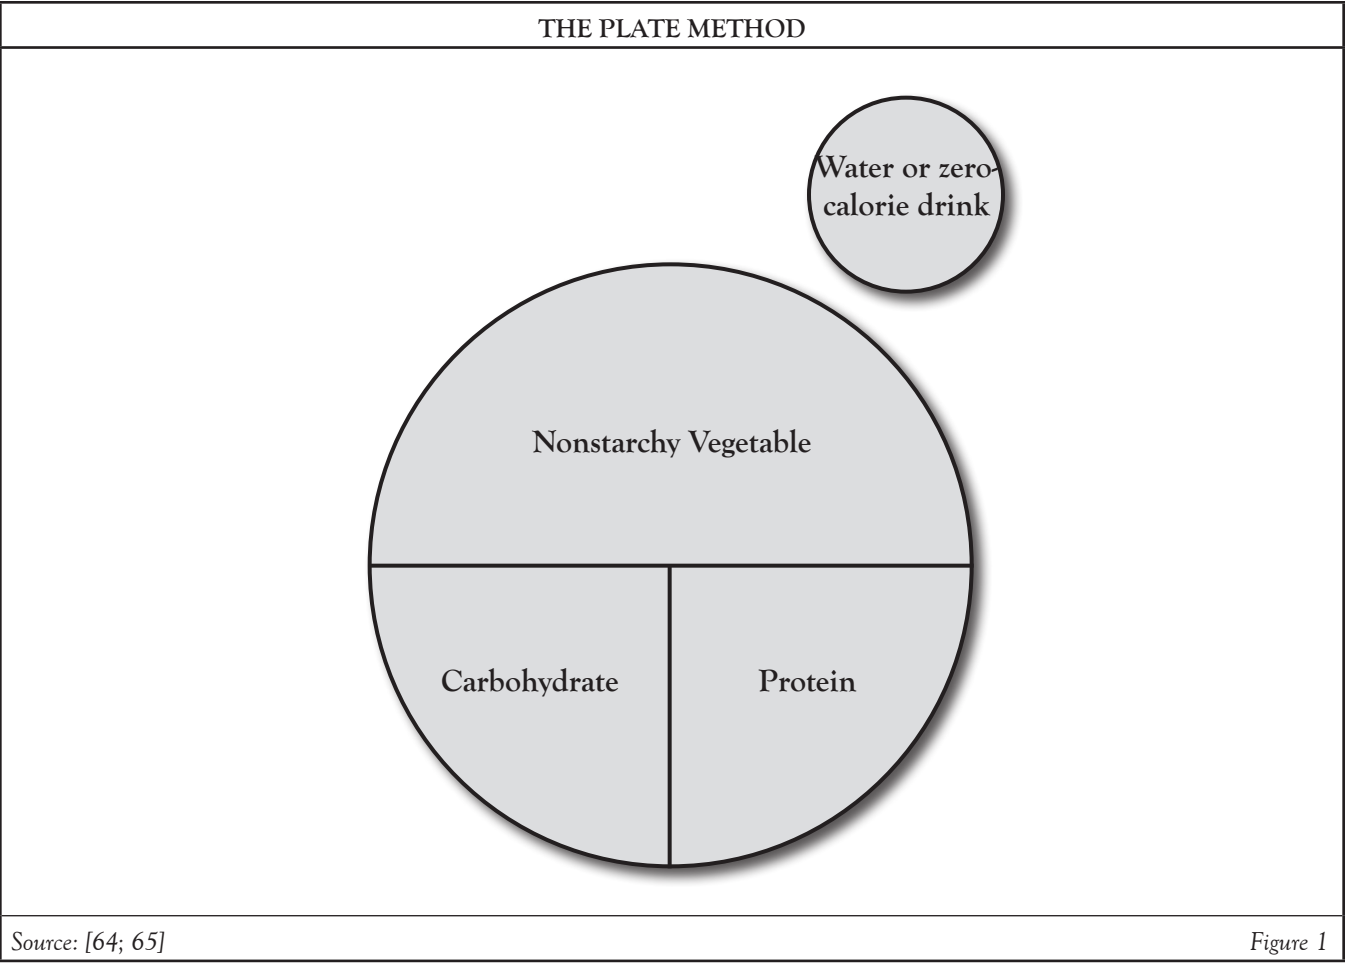 THE PLATE METHOD
Water or zero-
calorie drink
Nonstarchy Vegetable
Carbohydrate
Protein
Source: [64; 65]
Figure 1